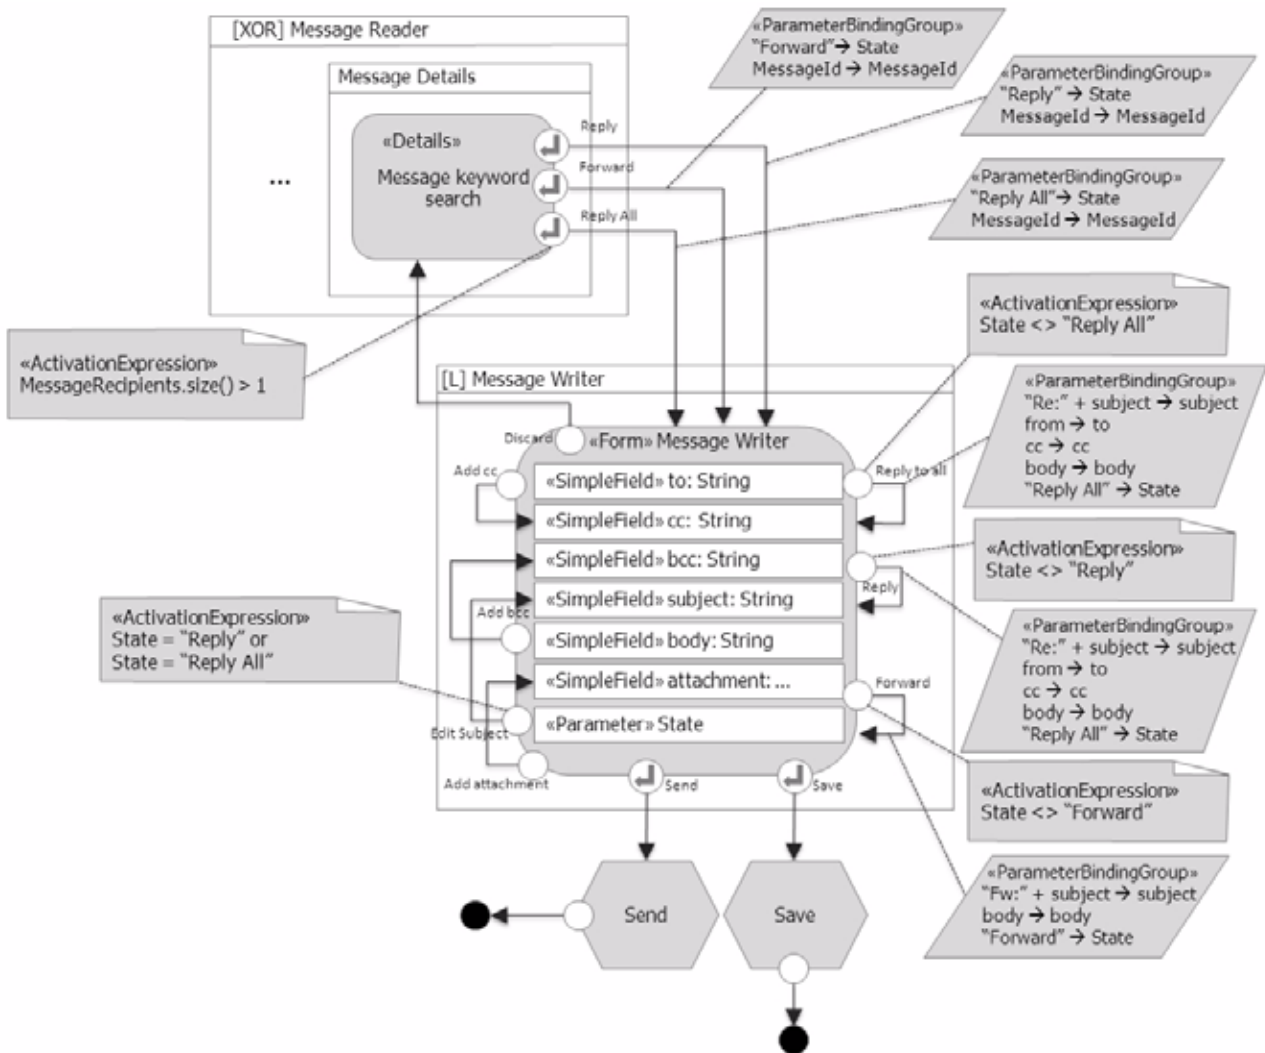 [XOR] Message Reader
Message Details
«Details»
Message keyword
search
...
Reply
Forward
Reply All
«ParameterBindingGroup»
“Forward”→ State
MessageId → MessageId
«ParameterBindingGroup»
“Reply” → State
MessageId → MessageId
«ParameterBindingGroup»
“Reply All”→ State
MessageId → MessageId
«ActivationExpression»
MessageRecipients.size() > 1
«ActivationExpression»
State <> “Reply All”
[L] Message Writer
Discard
«Form» Message Writer
Add cc
«SimpleField» to: String
«SimpleField» cc: String
«SimpleField» bcc: String
«SimpleField» subject: String
Add bcc
«SimpleField» body: String
«SimpleField» attachment: ...
«Parameter» State
Edit Subject
Add attachment
Reply to all
Reply
Forward
Send
Save
«ParameterBindingGroup»
“Re:” + subject → subject
from → to
cc → cc
body → body
“Reply All” → State
«ActivationExpression»
State <> “Reply”
«ActivationExpression»
State = “Reply” or
State = “Reply All”
«ParameterBindingGroup»
“Re:” + subject → subject
from → to
cc → cc
body → body
“Reply All” → State
«ActivationExpression»
State <> “Forward”
«ParameterBindingGroup»
“Fw:” + subject → subject
body → body
“Forward” → State
Send
Save